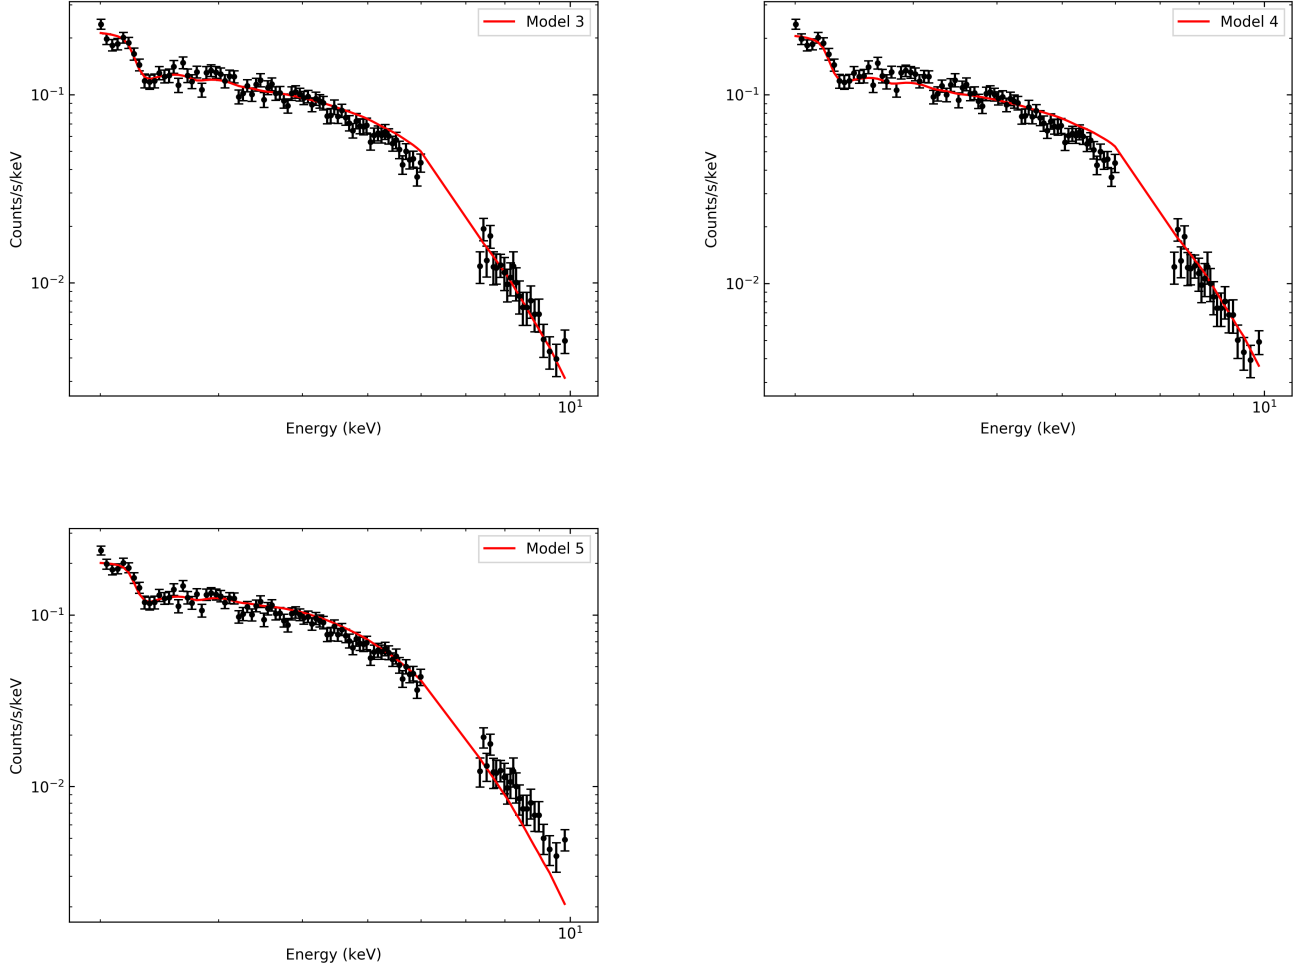 Model 3
10⁻¹
10⁻²
Counts/s/keV
10¹
Energy (keV)
Model 4
10⁻¹
10⁻²
Counts/s/keV
10¹
Energy (keV)
Model 5
10⁻¹
10⁻²
Counts/s/keV
10¹
Energy (keV)